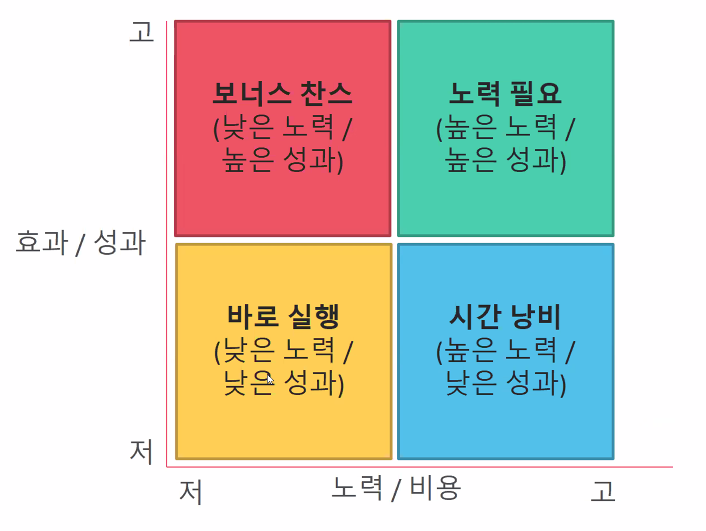 고
보너스 찬스
(낮은 노력 /
높은 성과)
노력 필요
(높은 노력 /
높은 성과)
효과 / 성과
바로 실행
(낮은 노력 /
낮은 성과)
시간 낭비
(높은 노력 /
낮은 성과)
저
저
노력 / 비용
고